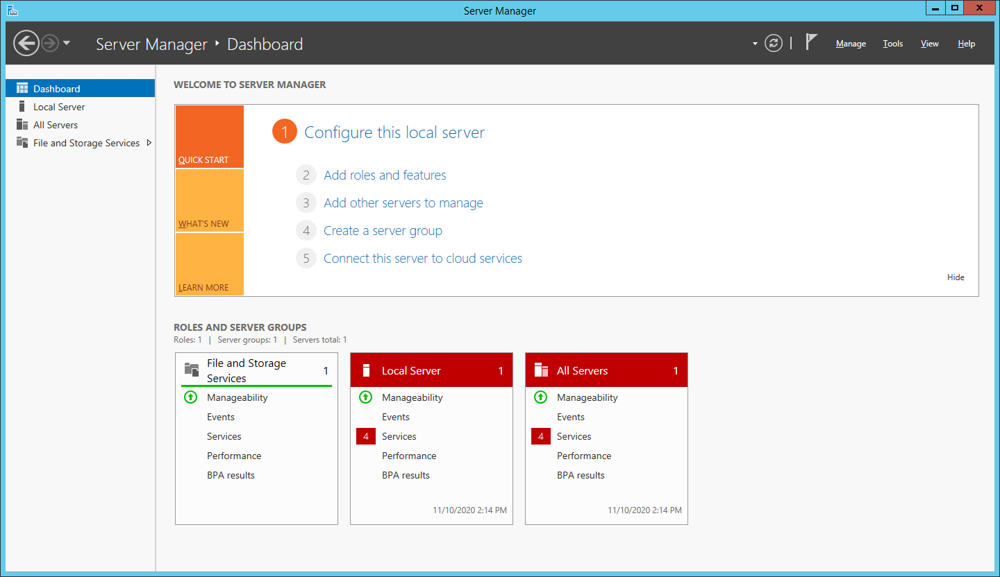 Server Manager
Server Manager ‣ Dashboard
Manage Tools View Help
Dashboard
Local Server
All Servers
File and Storage Services
WELCOME TO SERVER MANAGER
QUICK START
WHAT'S NEW
LEARN MORE
1 Configure this local server
2 Add roles and features
3 Add other servers to manage
4 Create a server group
5 Connect this server to cloud services
Hide
ROLES AND SERVER GROUPS
Roles: 1 | Server groups: 1 | Servers total: 1
File and Storage
Services 1
Manageability
Events
Services
Performance
BPA results
Local Server 1
Manageability
Events
4 Services
Performance
BPA results
11/10/2020 2:14 PM
All Servers 1
Manageability
Events
4 Services
Performance
BPA results
11/10/2020 2:14 PM